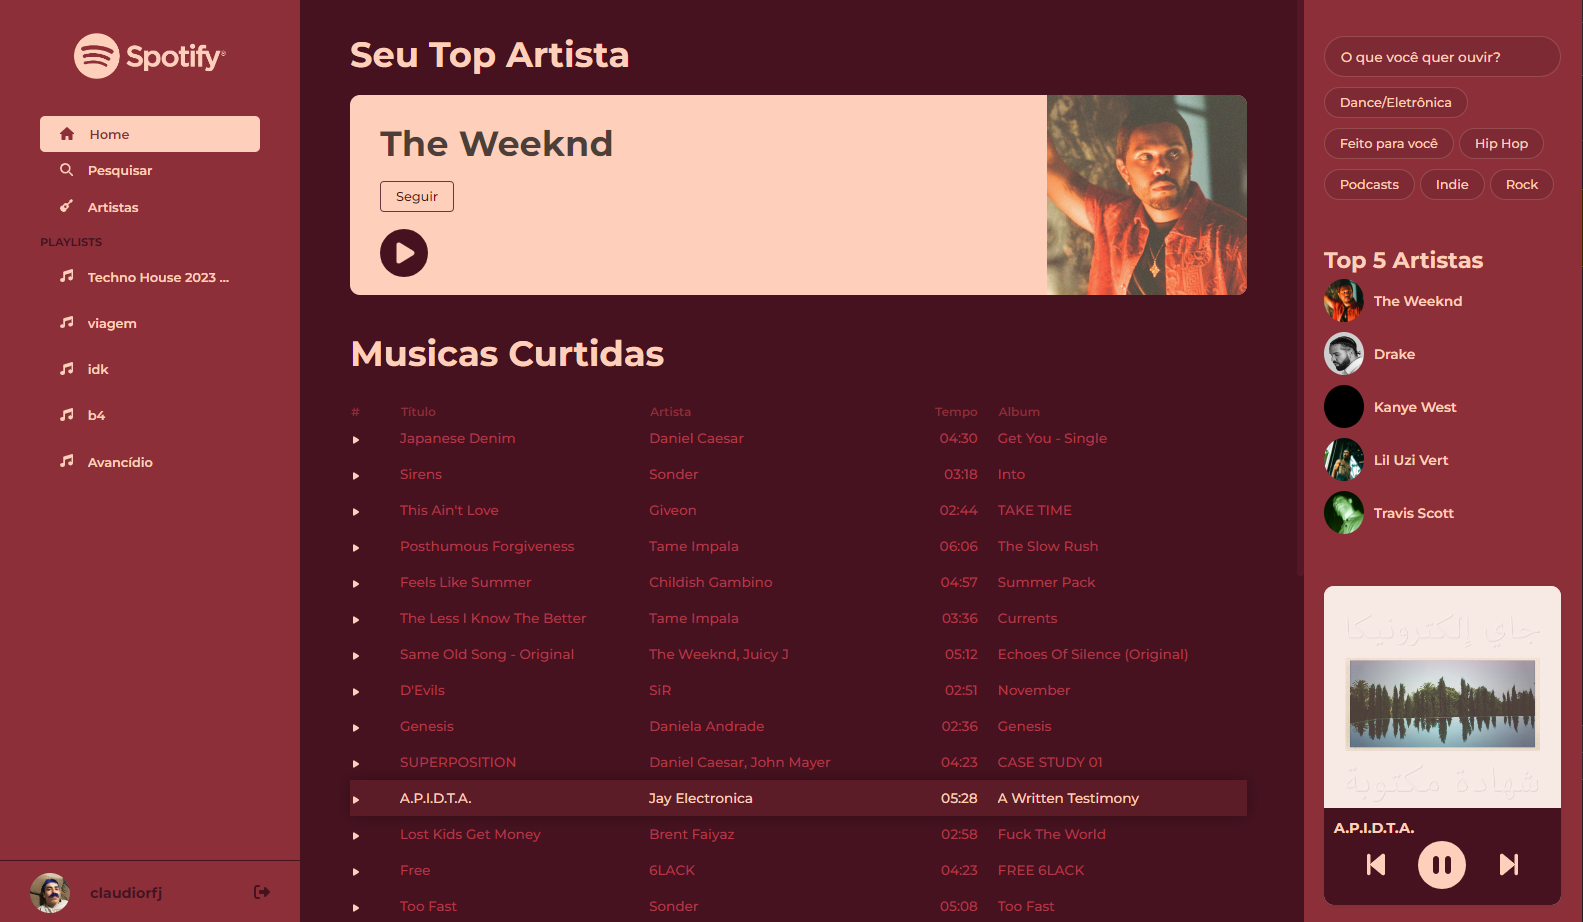 Spotify®
Home
Pesquisar
Artistas
PLAYLISTS
Techno House 2023 ...
viagem
idk
b4
Avancídio
claudiorfj
Seu Top Artista
The Weeknd
Seguir
Musicas Curtidas
# Título Artista Tempo Album
Japanese Denim Daniel Caesar 04:30 Get You - Single
Sirens Sonder 03:18 Into
This Ain't Love Giveon 02:44 TAKE TIME
Posthumous Forgiveness Tame Impala 06:06 The Slow Rush
Feels Like Summer Childish Gambino 04:57 Summer Pack
The Less I Know The Better Tame Impala 03:36 Currents
Same Old Song - Original The Weeknd, Juicy J 05:12 Echoes Of Silence (Original)
D'Evils SiR 02:51 November
Genesis Daniela Andrade 02:36 Genesis
SUPERPOSITION Daniel Caesar, John Mayer 04:23 CASE STUDY 01
A.P.I.D.T.A. Jay Electronica 05:28 A Written Testimony
Lost Kids Get Money Brent Faiyaz 02:58 Fuck The World
Free 6LACK 04:23 FREE 6LACK
Too Fast Sonder 05:08 Too Fast
O que você quer ouvir?
Dance/Eletrônica
Feito para você Hip Hop
Podcasts Indie Rock
Top 5 Artistas
The Weeknd
Drake
Kanye West
Lil Uzi Vert
Travis Scott
جاي إلكترونيكا
شهادة مكتوبة
A.P.I.D.T.A.